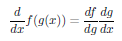 d/dx f(g(x)) = df/dg dg/dx